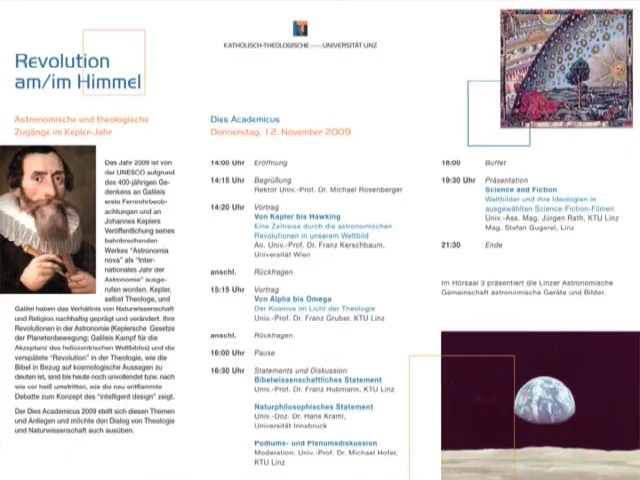 KATHOLISCH-THEOLOGISCHE UNIVERSITÄT LINZ
Revolution
am/im Himmel
Astronomische und theologische
Zugänge im Kepler-Jahr
Das Jahr 2009 ist von
der UNESCO aufgrund
des 400-jährigen Ge-
denkens an Galileis
erste Fernrohrbeob-
achtungen und an
Johannes Keplers
Veröffentlichung seines
bahnbrechenden
Werkes "Astronomia
nova" als "Inter-
nationales Jahr der
Astronomie" ausge-
rufen worden. Kepler,
selbst Theologe, und
Galilei haben das Verhältnis von Naturwissenschaft
und Religion nachhaltig geprägt und verändert. Ihre
Revolutionen in der Astronomie (Keplersche Gesetze
der Planetenbewegung; Galileis Kampf für die
Akzeptanz des heliozentrischen Weltbildes) und die
verspätete "Revolution" in der Theologie, wie die
Bibel in Bezug auf kosmologische Aussagen zu
deuten ist, sind bis heute noch unvollendet bzw. nach
wie vor heiß umstritten, wie die neu entflammte
Debatte zum Konzept des "intelligent design" zeigt.
Der Dies Academicus 2009 stellt sich diesen Themen
und Anliegen und möchte den Dialog von Theologie
und Naturwissenschaft auch ausüben.
Dies Academicus
Donnerstag, 12. November 2009
14:00 Uhr Eröffnung
14:15 Uhr Begrüßung
Rektor Univ.-Prof. Dr. Michael Rosenberger
14:20 Uhr Vortrag
Von Kepler bis Hawking
Eine Zeitreise durch die astronomischen
Revolutionen in unserem Weltbild
Ao. Univ.-Prof. Dr. Franz Kerschbaum,
Universität Wien
anschl. Rückfragen
15:15 Uhr Vortrag
Von Alpha bis Omega
Der Kosmos im Licht der Theologie
Univ.-Prof. Dr. Franz Gruber, KTU Linz
anschl. Rückfragen
16:00 Uhr Pause
16:30 Uhr Statements und Diskussion
Bibelwissenschaftliches Statement
Univ.-Prof. Dr. Franz Hubmann, KTU Linz
Naturphilosophisches Statement
Univ.-Doz. Dr. Hans Kraml,
Universität Innsbruck
Podiums- und Plenumsdiskussion
Moderation: Univ.-Prof. Dr. Michael Hofer,
KTU Linz
18:00 Buffet
19:30 Uhr Präsentation
Science and Fiction
Weltbilder und ihre Ideologien in
ausgewählten Science-Fiction-Filmen
Univ.-Ass. Mag. Jürgen Rath, KTU Linz
Mag. Stefan Gugerel, Linz
21:30 Ende
Im Hörsaal 3 präsentiert die Linzer Astronomische
Gemeinschaft astronomische Geräte und Bilder.